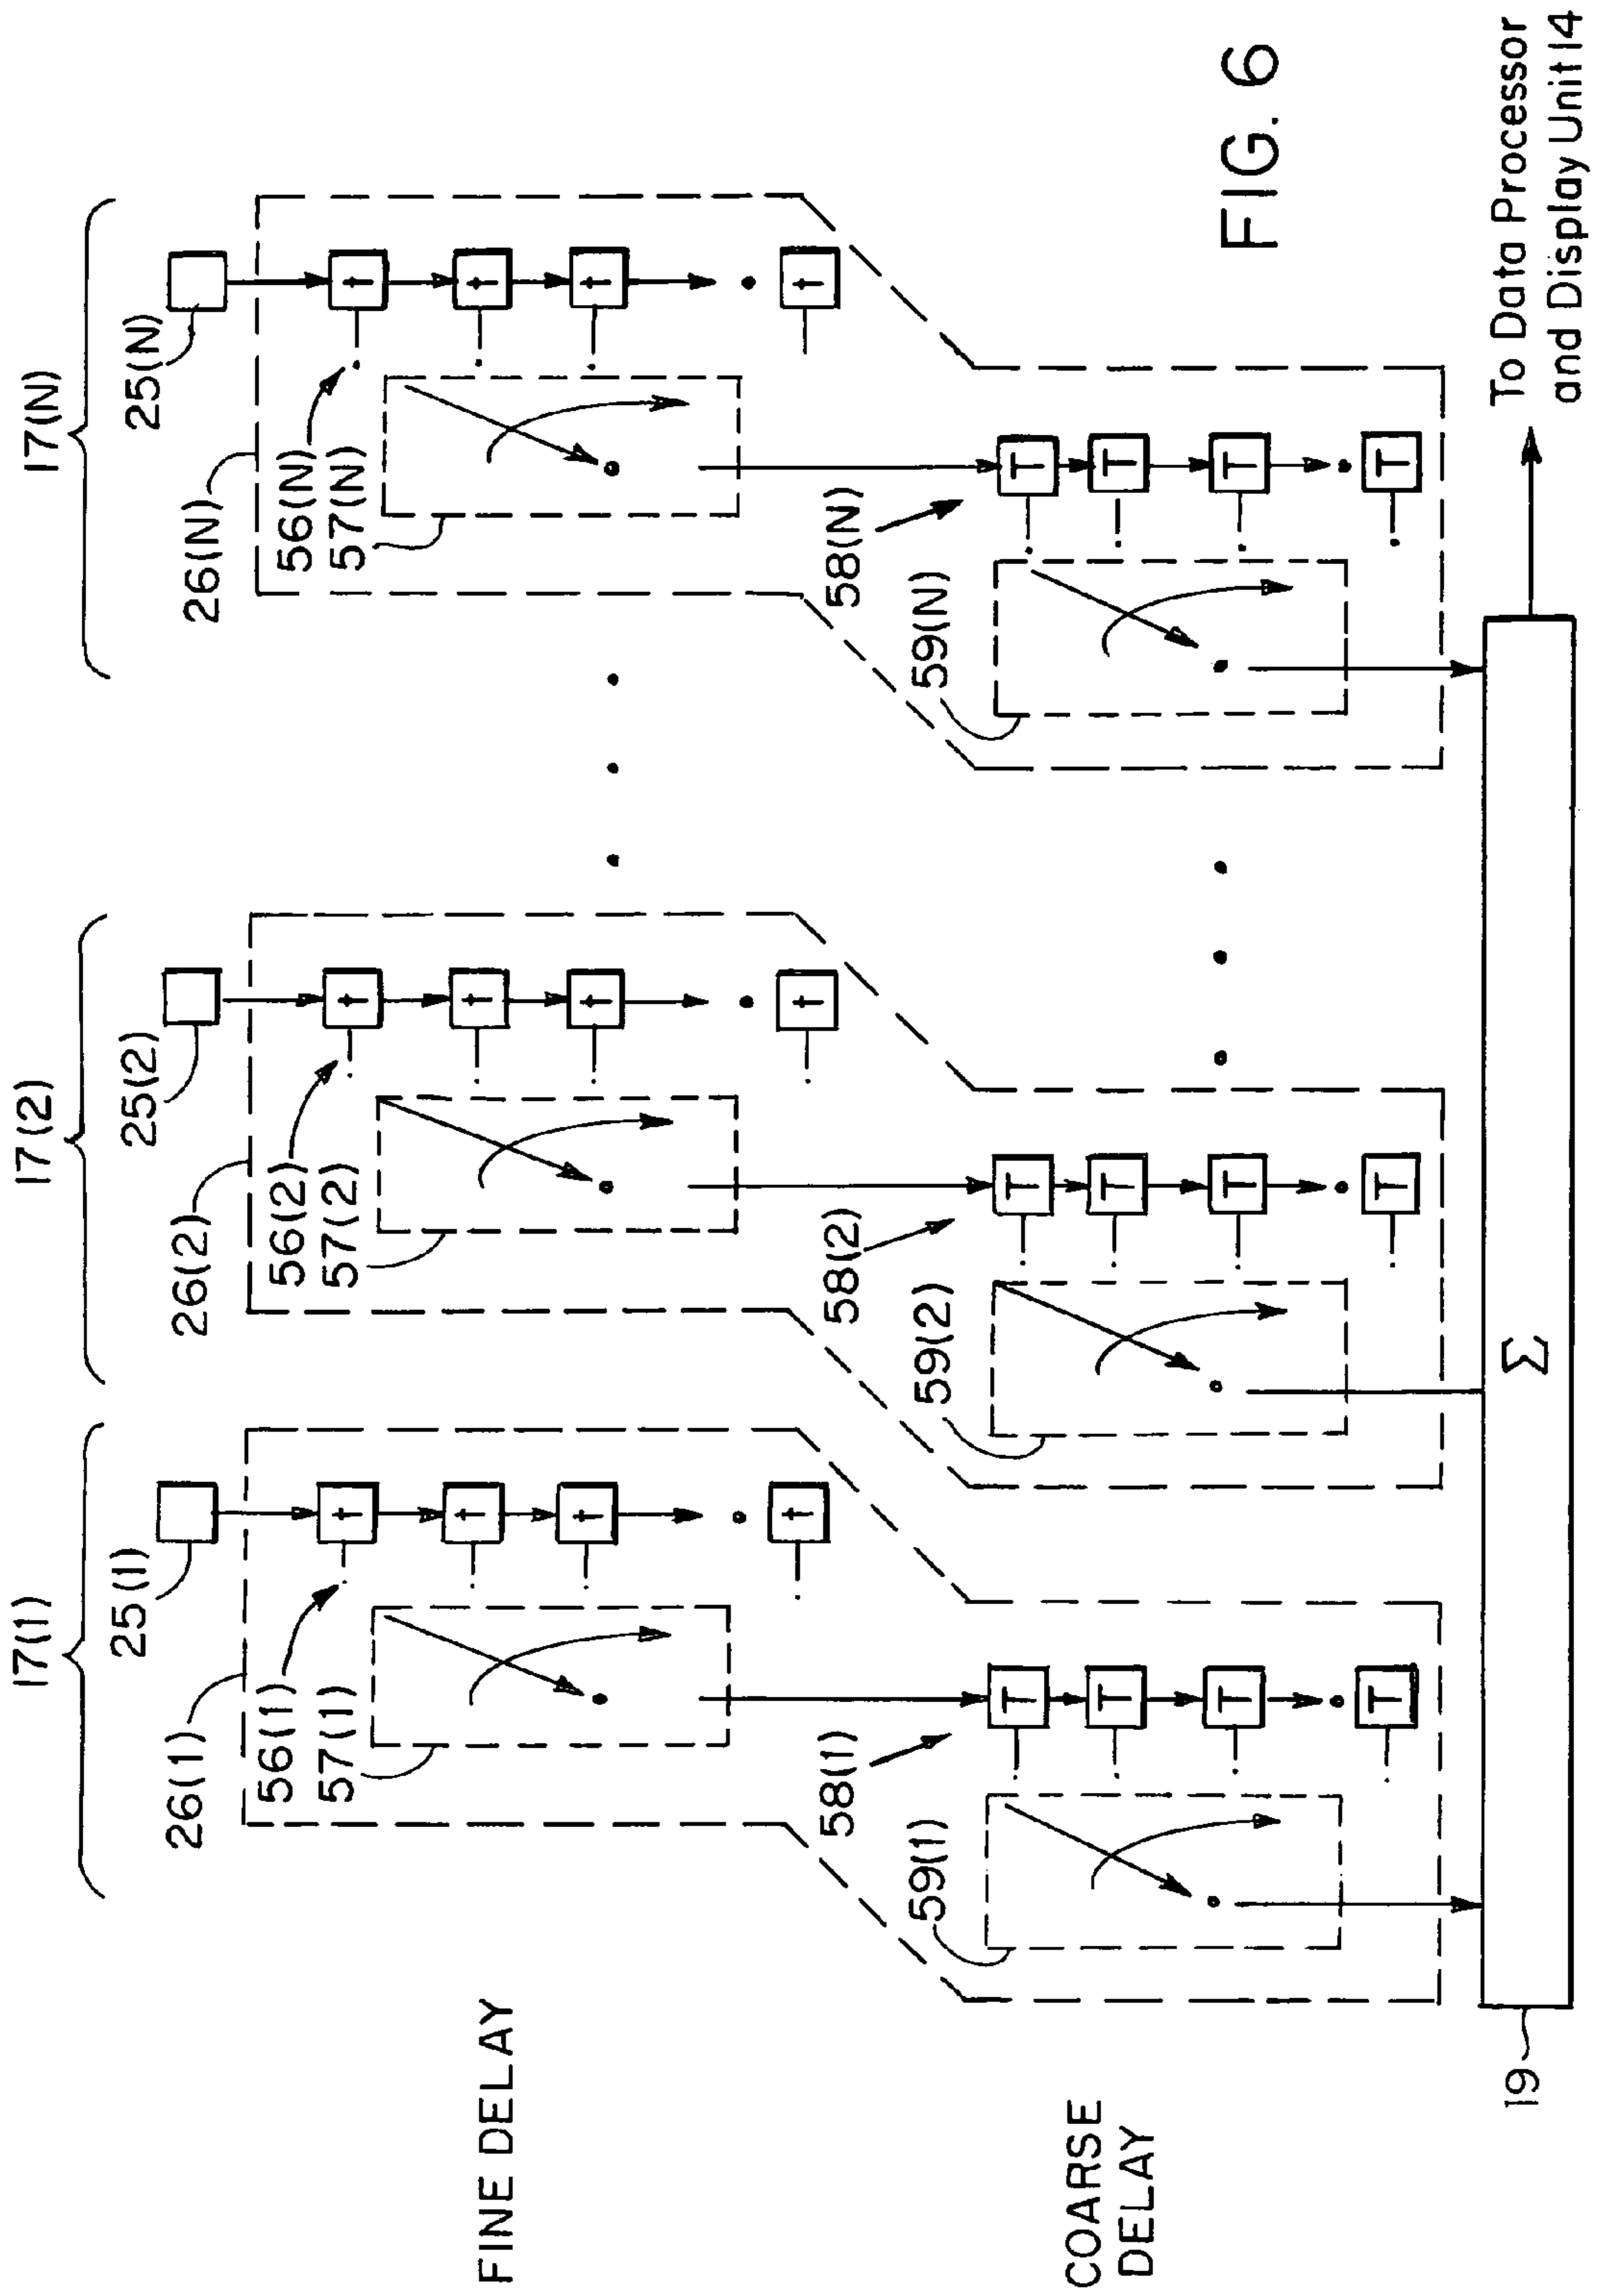 17(1)
17(2)
17(N)
25(1)
25(2)
25(N)
26(1)
26(2)
26(N)
56(1)
57(1)
56(2)
57(2)
56(N)
57(N)
t
t
t
t
t
t
t
t
t
t
t
t
FINE DELAY
58(1)
58(2)
58(N)
59(1)
59(2)
59(N)
T
T
T
T
T
T
T
T
T
T
T
T
COARSE
DELAY
FIG. 6
Σ
19
To Data Processor
and Display Unit 14